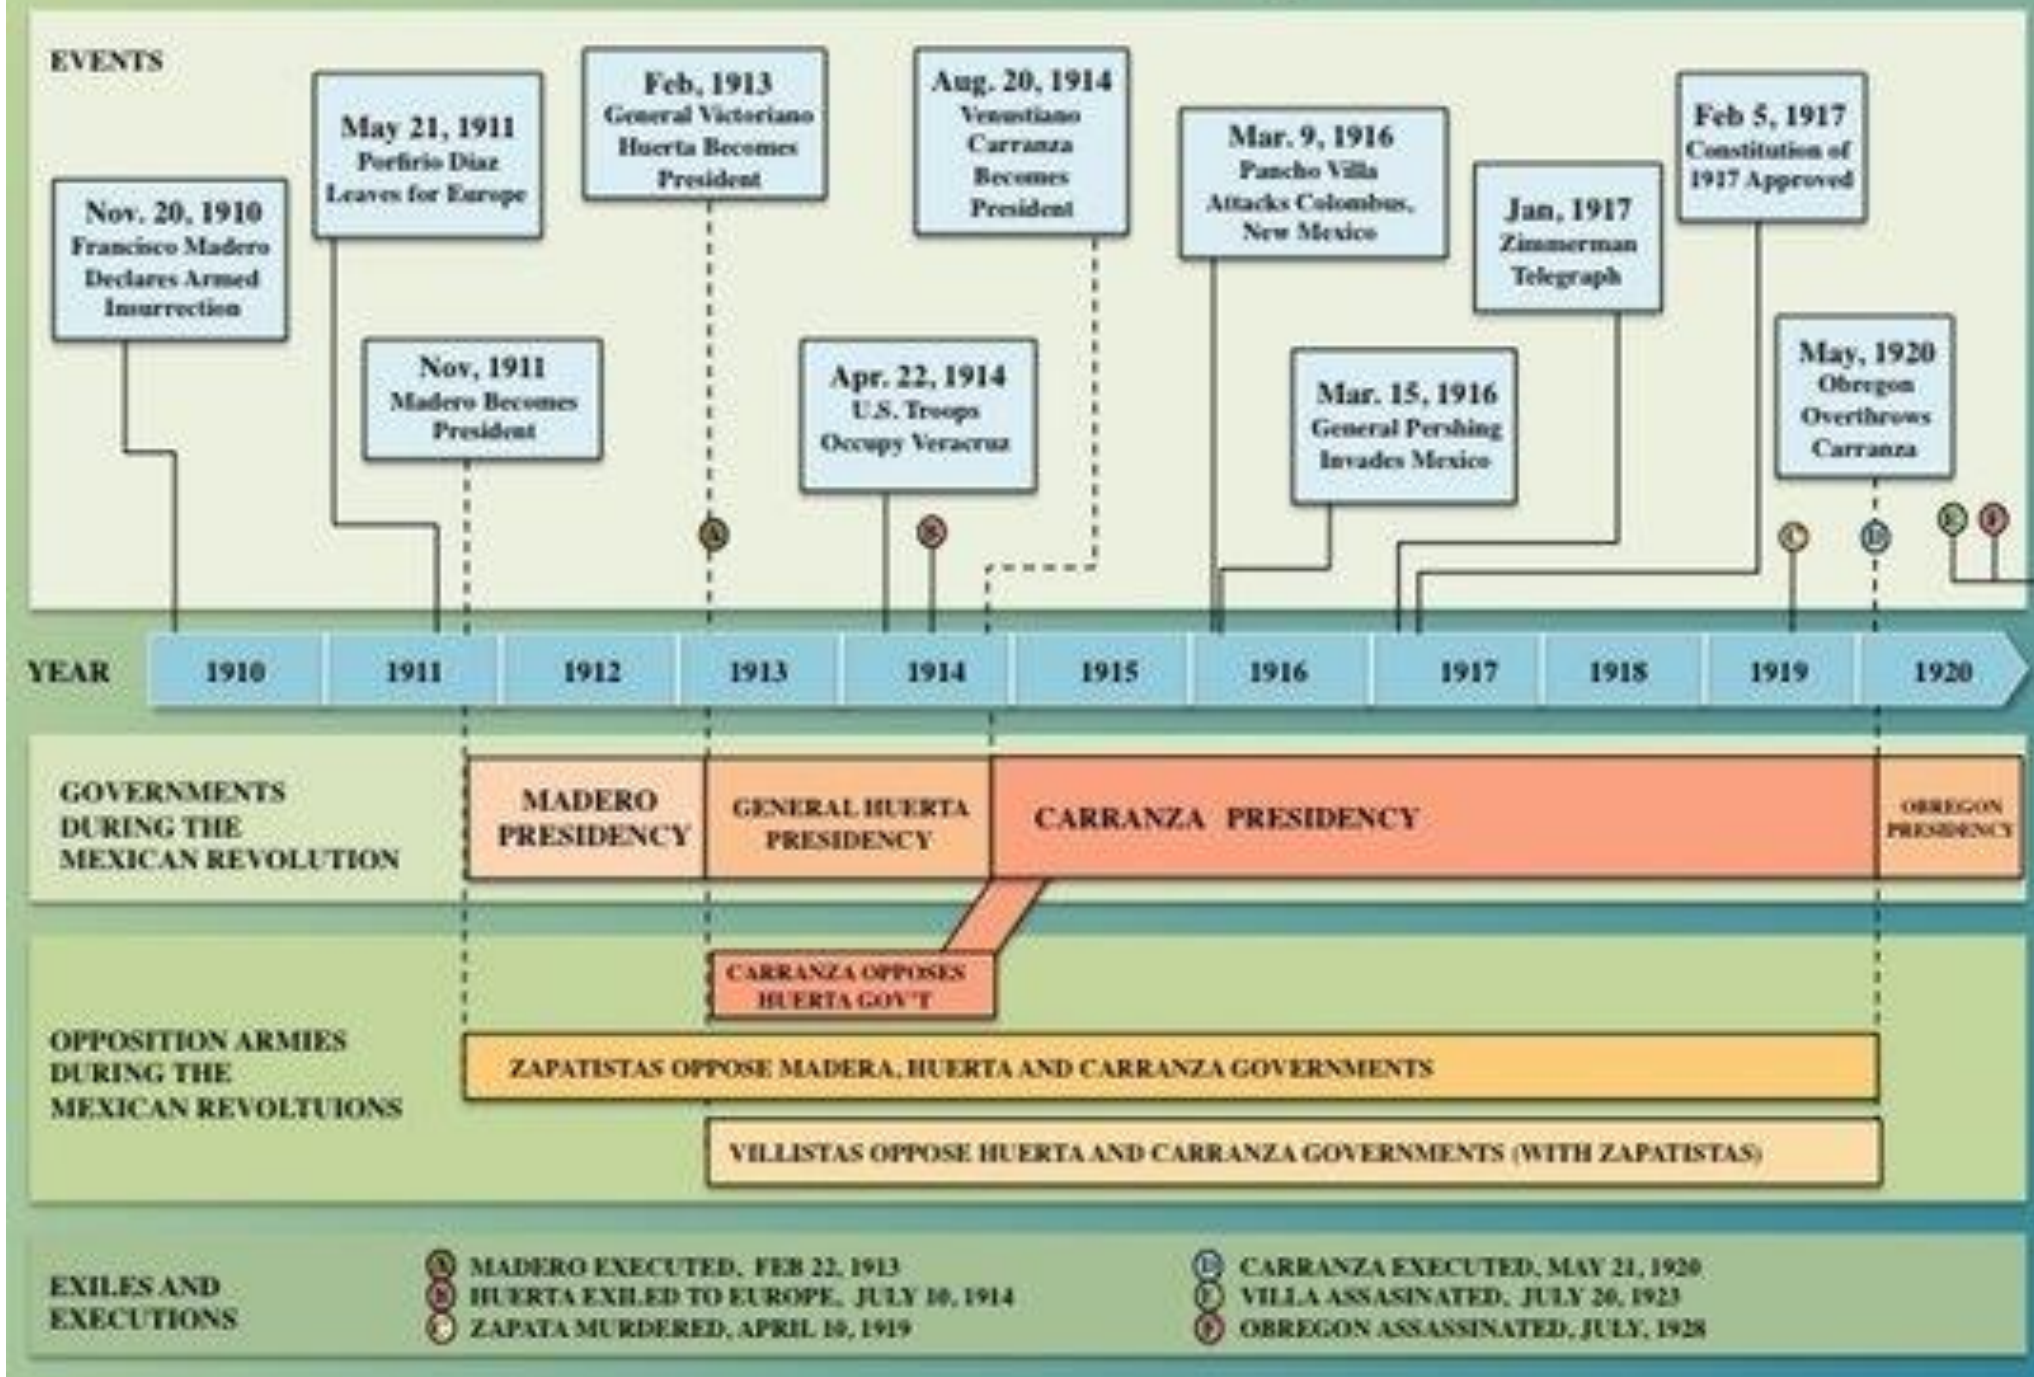 EVENTS
Nov. 20, 1910
Francisco Madero
Declares Armed
Insurrection
May 21, 1911
Porfirio Diaz
Leaves for Europe
Nov, 1911
Madero Becomes
President
Feb, 1913
General Victoriano
Huerta Becomes
President
Apr. 22, 1914
U.S. Troops
Occupy Veracruz
Aug. 20, 1914
Venustiano
Carranza
Becomes
President
Mar. 9, 1916
Pancho Villa
Attacks Colombus,
New Mexico
Mar. 15, 1916
General Pershing
Invades Mexico
Jan, 1917
Zimmerman
Telegraph
Feb 5, 1917
Constitution of
1917 Approved
May, 1920
Obregon
Overthrows
Carranza
A
B
C
D
E
F
YEAR
1910
1911
1912
1913
1914
1915
1916
1917
1918
1919
1920
GOVERNMENTS
DURING THE
MEXICAN REVOLUTION
MADERO
PRESIDENCY
GENERAL HUERTA
PRESIDENCY
CARRANZA PRESIDENCY
OBREGON
PRESIDENCY
OPPOSITION ARMIES
DURING THE
MEXICAN REVOLTUIONS
CARRANZA OPPOSES
HUERTA GOV'T
ZAPATISTAS OPPOSE MADERA, HUERTA AND CARRANZA GOVERNMENTS
VILLISTAS OPPOSE HUERTA AND CARRANZA GOVERNMENTS (WITH ZAPATISTAS)
EXILES AND
EXECUTIONS
A MADERO EXECUTED, FEB 22, 1913
B HUERTA EXILED TO EUROPE, JULY 10, 1914
C ZAPATA MURDERED, APRIL 10, 1919
D CARRANZA EXECUTED, MAY 21, 1920
E VILLA ASSASINATED, JULY 20, 1923
F OBREGON ASSASSINATED, JULY, 1928